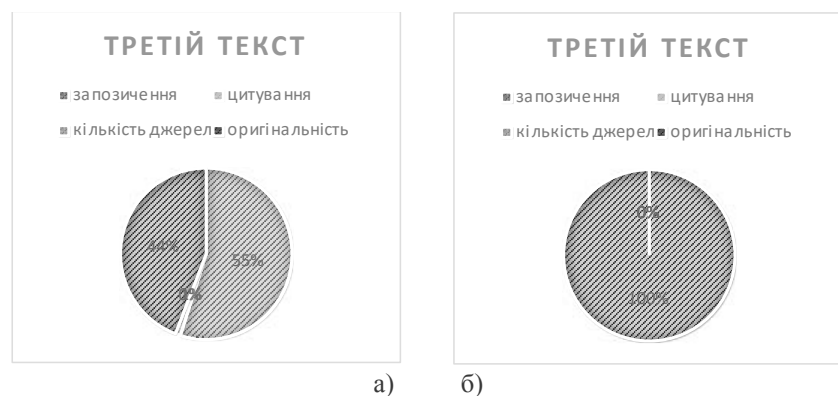 ТРЕТІЙ ТЕКСТ
запозичення цитування
кількість джерел оригінальність
44%
55%
0%
а)
ТРЕТІЙ ТЕКСТ
запозичення цитування
кількість джерел оригінальність
0%
100%
б)